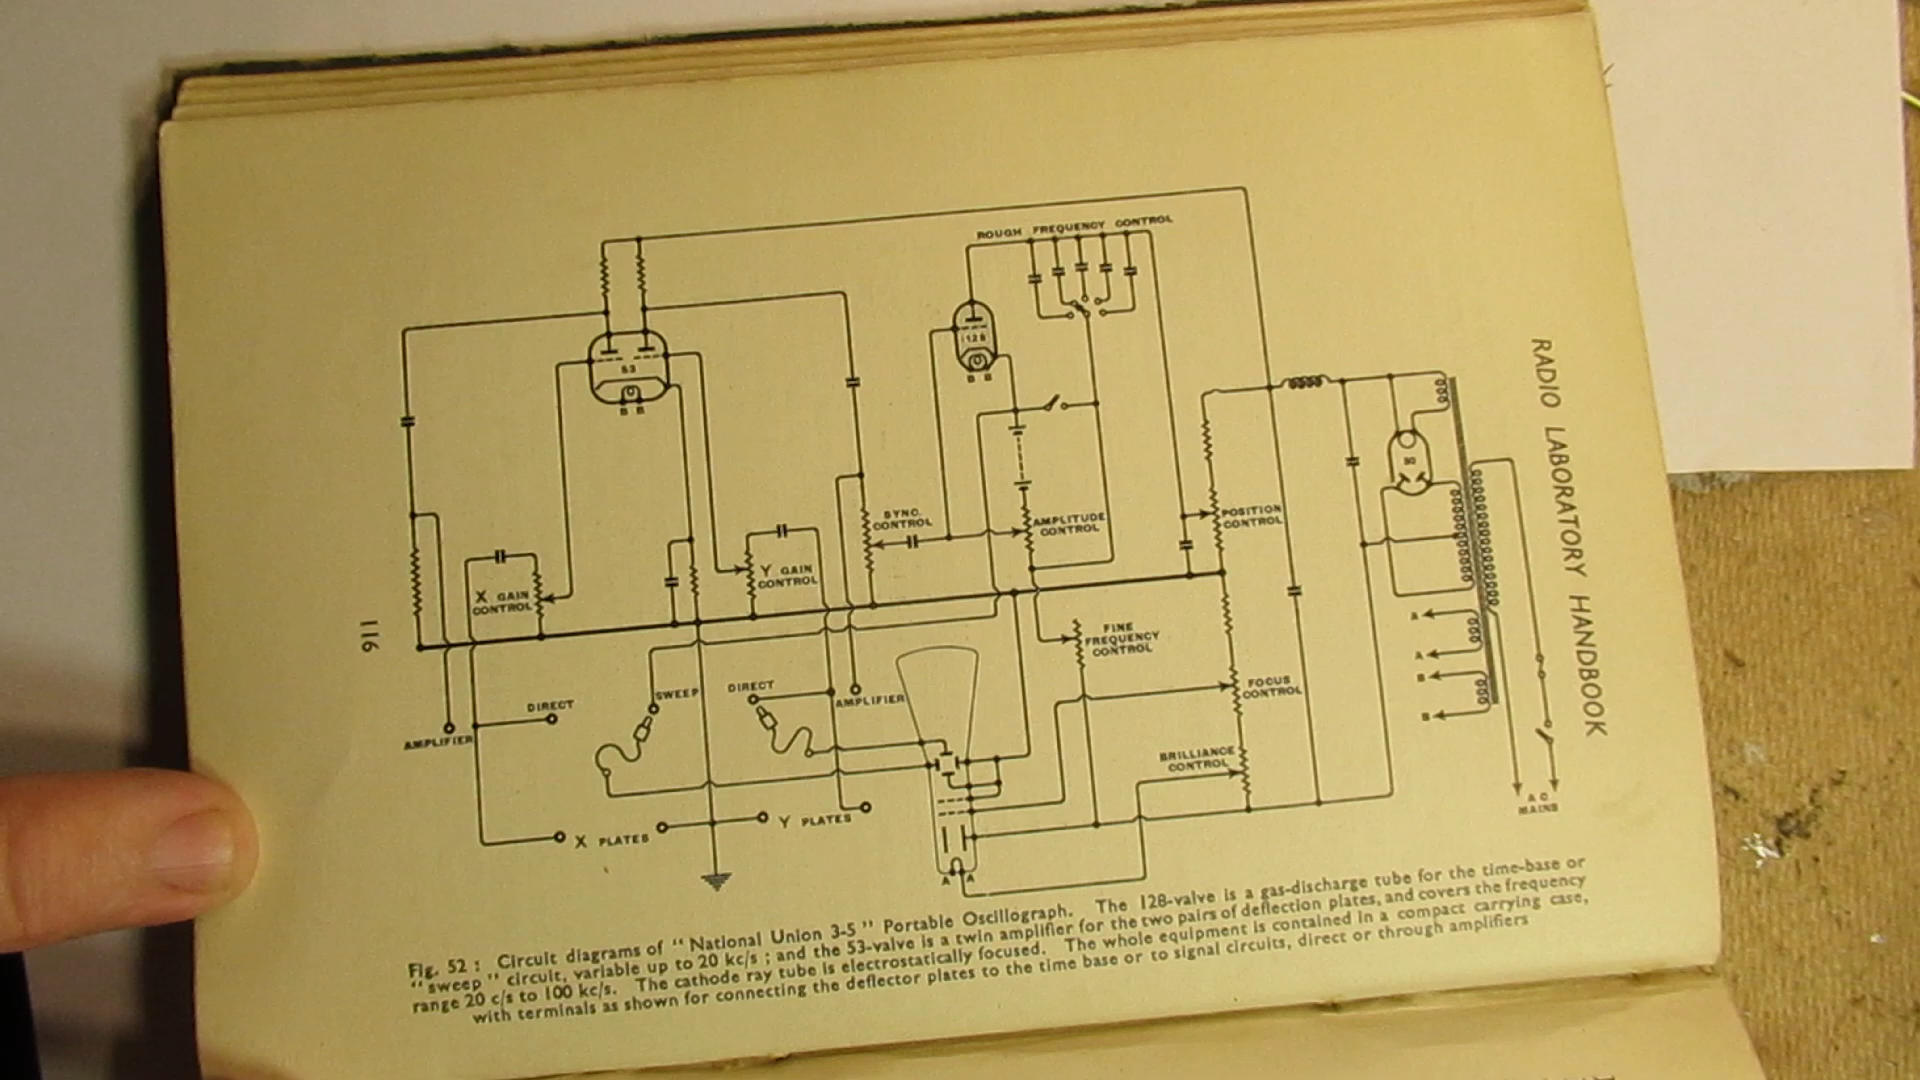 RADIO LABORATORY HANDBOOK
116
ROUGH FREQUENCY CONTROL
53
B B
128
B B
80
SYNC.
CONTROL
AMPLITUDE
CONTROL
POSITION
CONTROL
X GAIN
CONTROL
Y GAIN
CONTROL
FINE
FREQUENCY
CONTROL
A
A
B
B
SWEEP
DIRECT
AMPLIFIER
FOCUS
CONTROL
DIRECT
AMPLIFIER
BRILLIANCE
CONTROL
X PLATES
Y PLATES
A A
A C
MAINS
Fig. 52 : Circuit diagrams of “ National Union 3-5 ” Portable Oscillograph. The 128-valve is a gas-discharge tube for the time-base or
“ sweep ” circuit, variable up to 20 kc/s ; and the 53-valve is a twin amplifier for the two pairs of deflection plates, and covers the frequency
range 20 c/s to 100 kc/s. The cathode ray tube is electrostatically focused. The whole equipment is contained in a compact carrying case,
with terminals as shown for connecting the deflector plates to the time base or to signal circuits, direct or through amplifiers